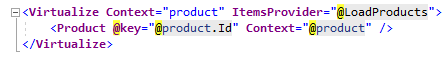 <Virtualize Context="product" ItemsProvider="@LoadProducts">
<Product @key="@product.Id" Context="@product" />
</Virtualize>